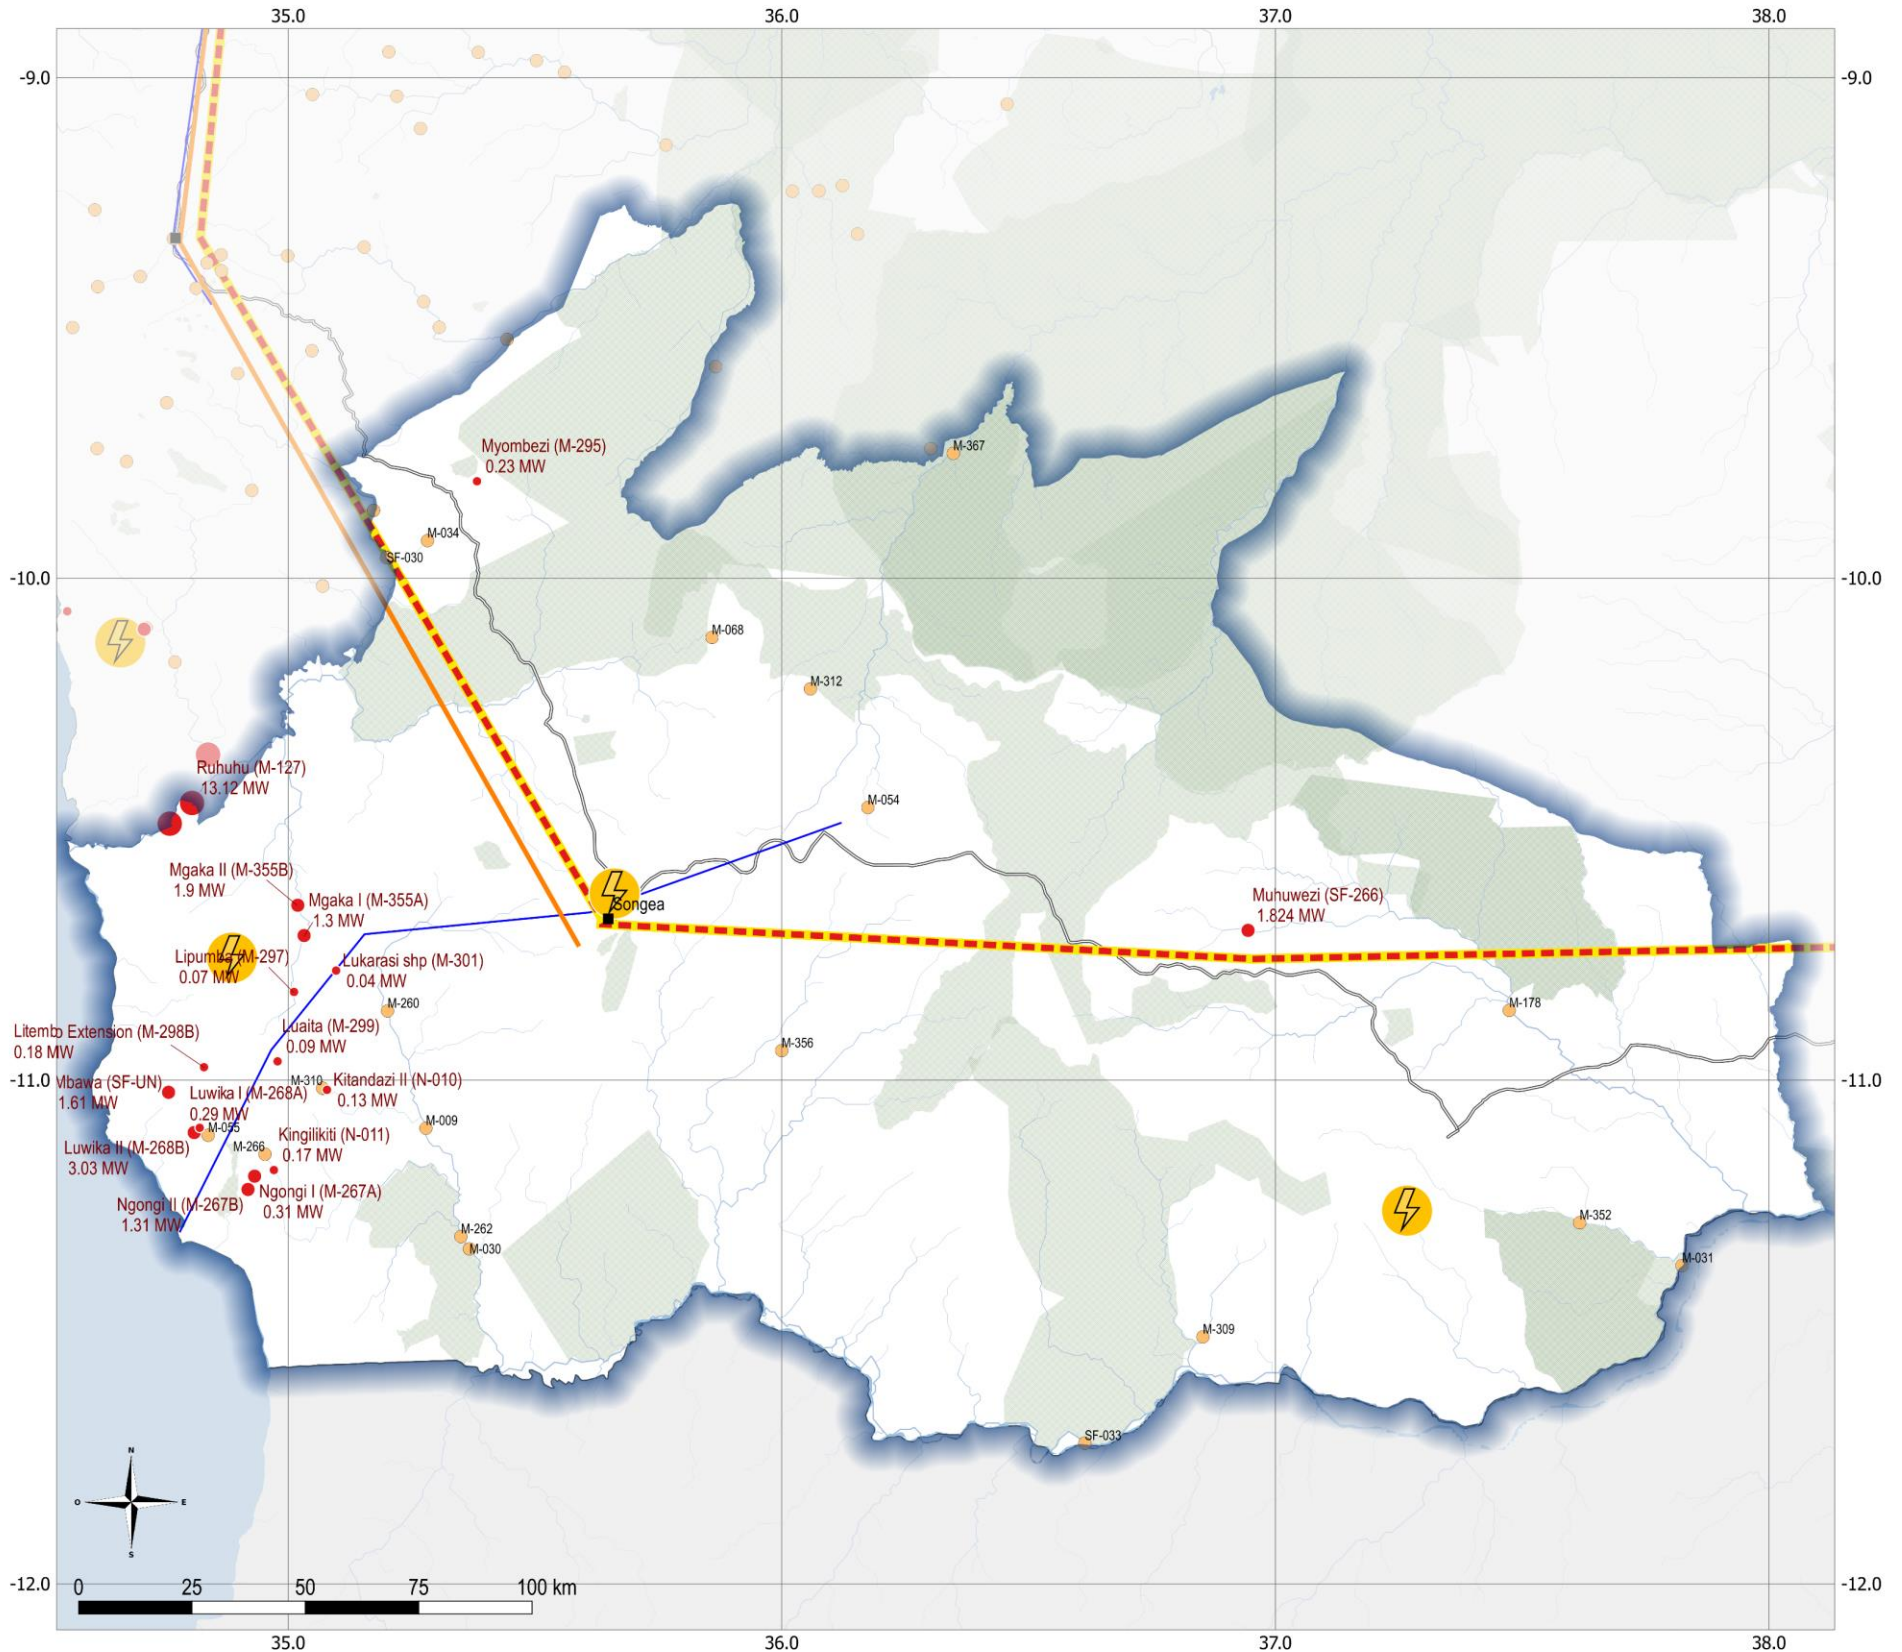 35.0
36.0
37.0
38.0
-9.0
-9.0
M-367
Myombezi (M-295)
0.23 MW
M-034
SF-030
-10.0
-10.0
M-068
M-312
Ruhuhu (M-127)
13.12 MW
M-054
Mgaka II (M-355B)
1.9 MW
Mgaka I (M-355A)
1.3 MW
Songea
Muhuwezi (SF-266)
1.824 MW
Lipumba (M-297)
0.07 MW
Lukarasi shp (M-301)
0.04 MW
M-260
M-178
Litembo Extension (M-298B)
0.18 MW
Luaita (M-299)
0.09 MW
M-356
-11.0
-11.0
Mbawa (SF-UN)
1.61 MW
M-310
Kitandazi II (N-010)
0.13 MW
Luwika I (M-268A)
0.29 MW
M-055
M-009
Luwika II (M-268B)
3.03 MW
M-266
Kingilikiti (N-011)
0.17 MW
Ngongi I (M-267A)
0.31 MW
Ngongi II (M-267B)
1.31 MW
M-262
M-030
M-352
M-031
M-309
SF-033
N
O
E
S
0
25
50
75
100 km
-12.0
-12.0
35.0
36.0
37.0
38.0